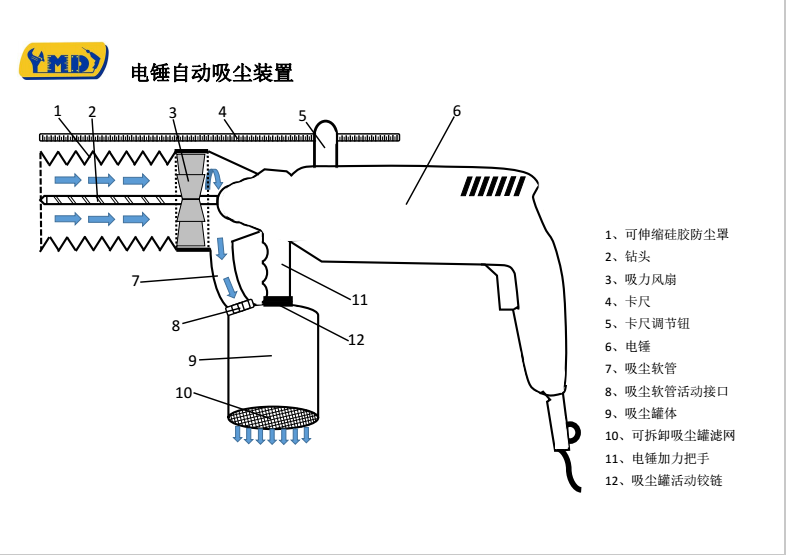 YMD
电锤自动吸尘装置
1
2
3
4
5
6
7
8
9
10
11
12
1、可伸缩硅胶防尘罩
2、钻头
3、吸力风扇
4、卡尺
5、卡尺调节钮
6、电锤
7、吸尘软管
8、吸尘软管活动接口
9、吸尘罐体
10、可拆卸吸尘罐滤网
11、电锤加力把手
12、吸尘罐活动铰链